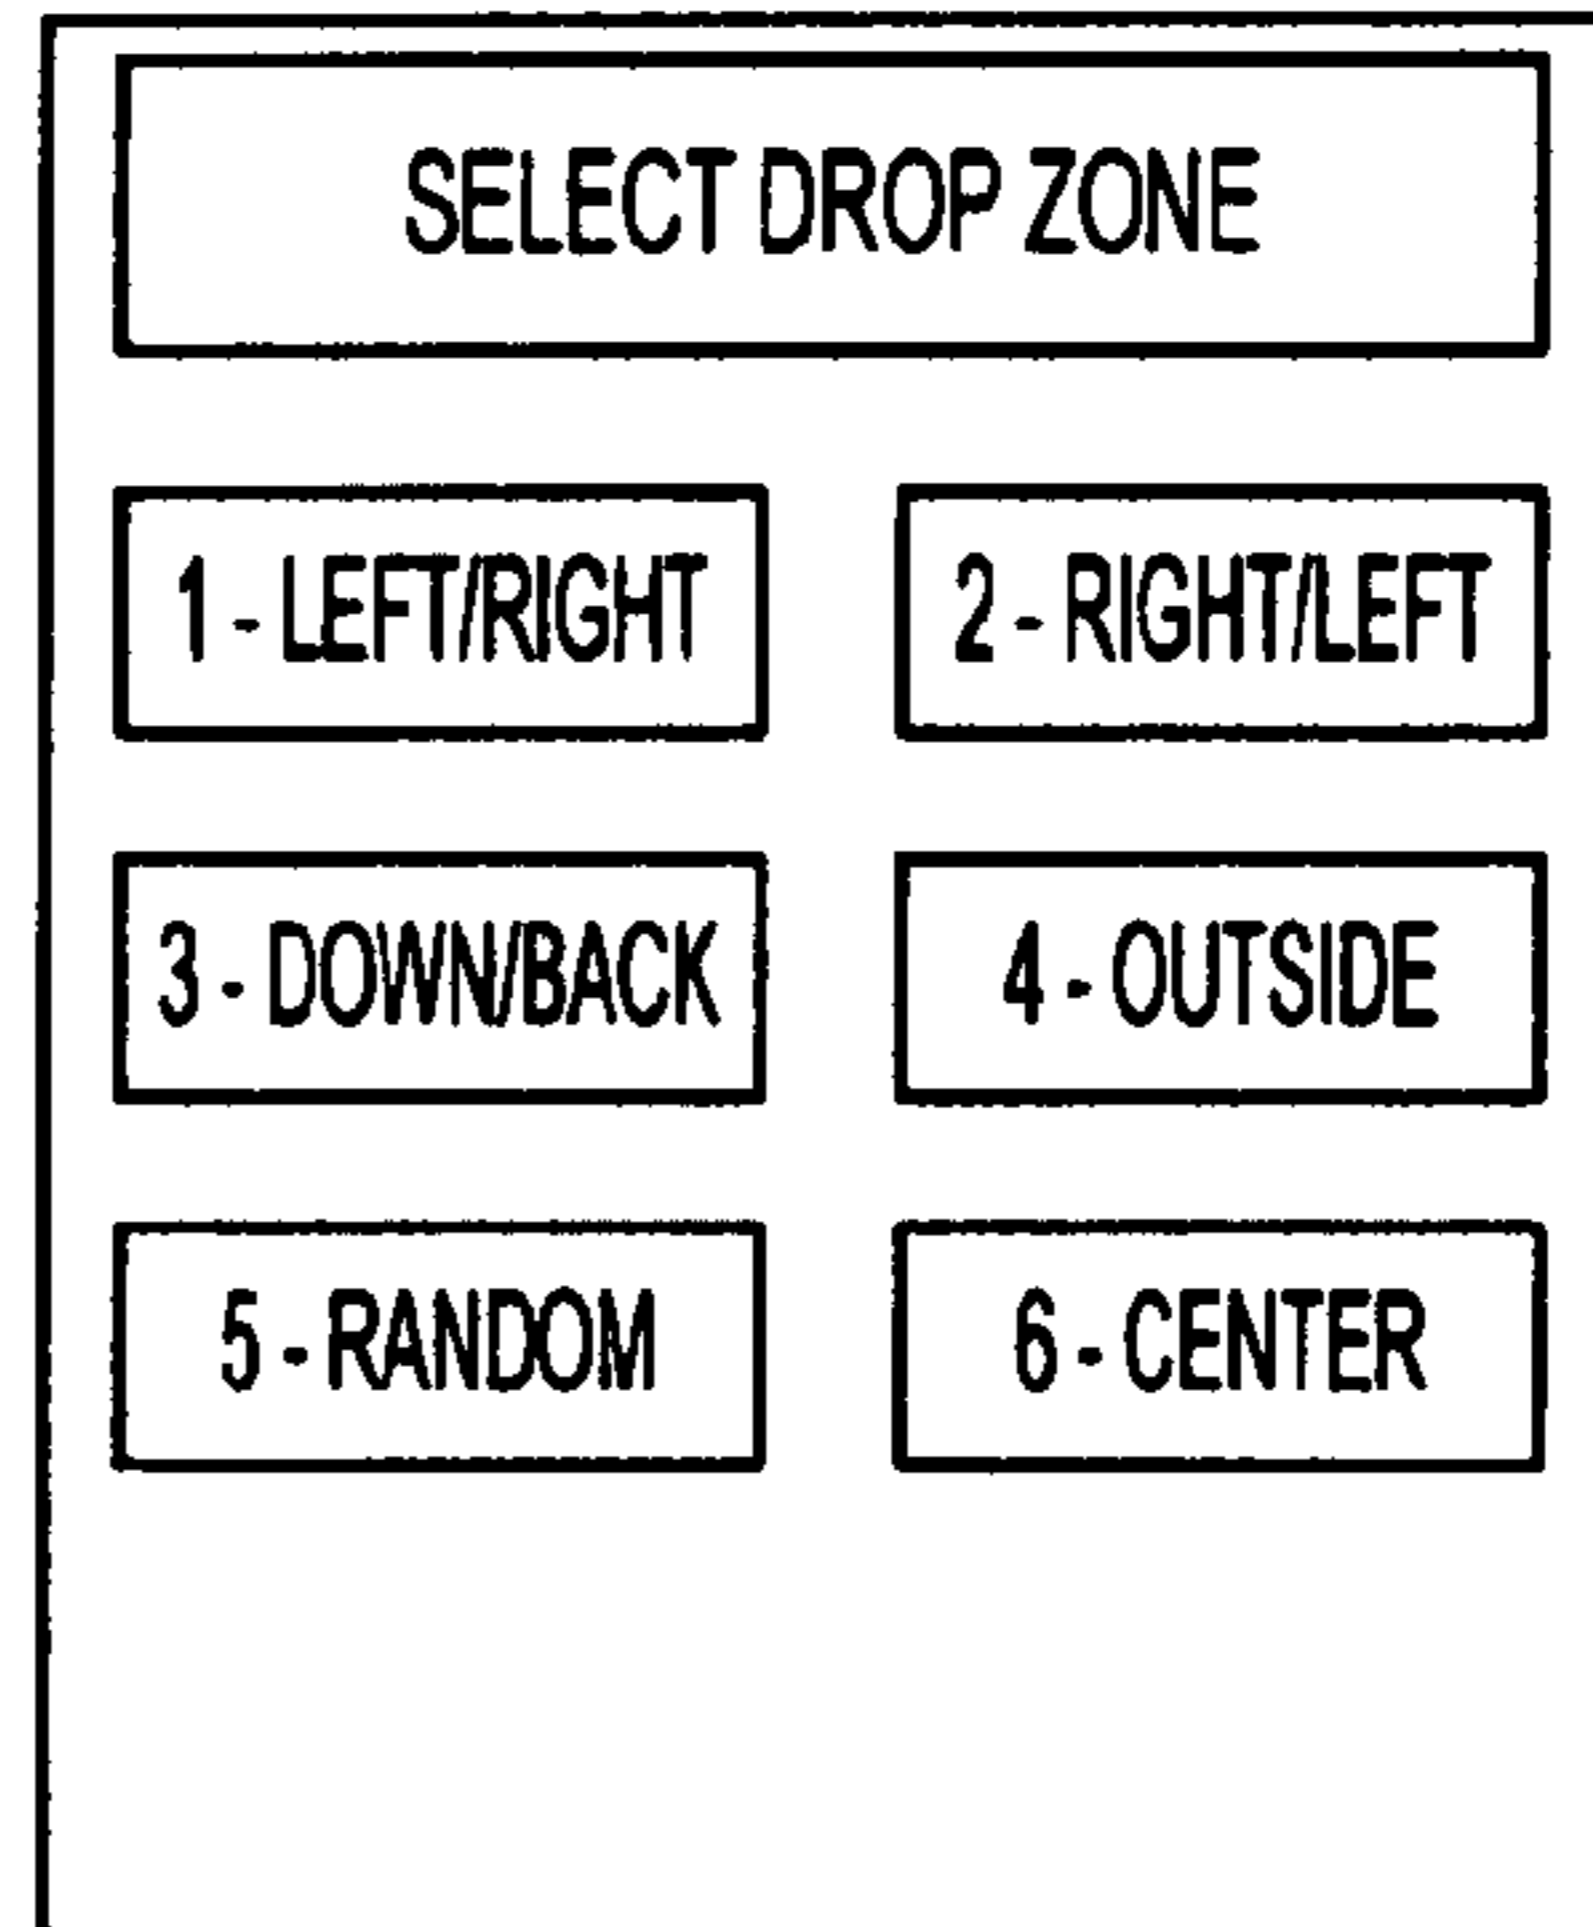 SELECT DROP ZONE
1 - LEFT/RIGHT
2 - RIGHT/LEFT
3 - DOWN/BACK
4 - OUTSIDE
5 - RANDOM
6 - CENTER